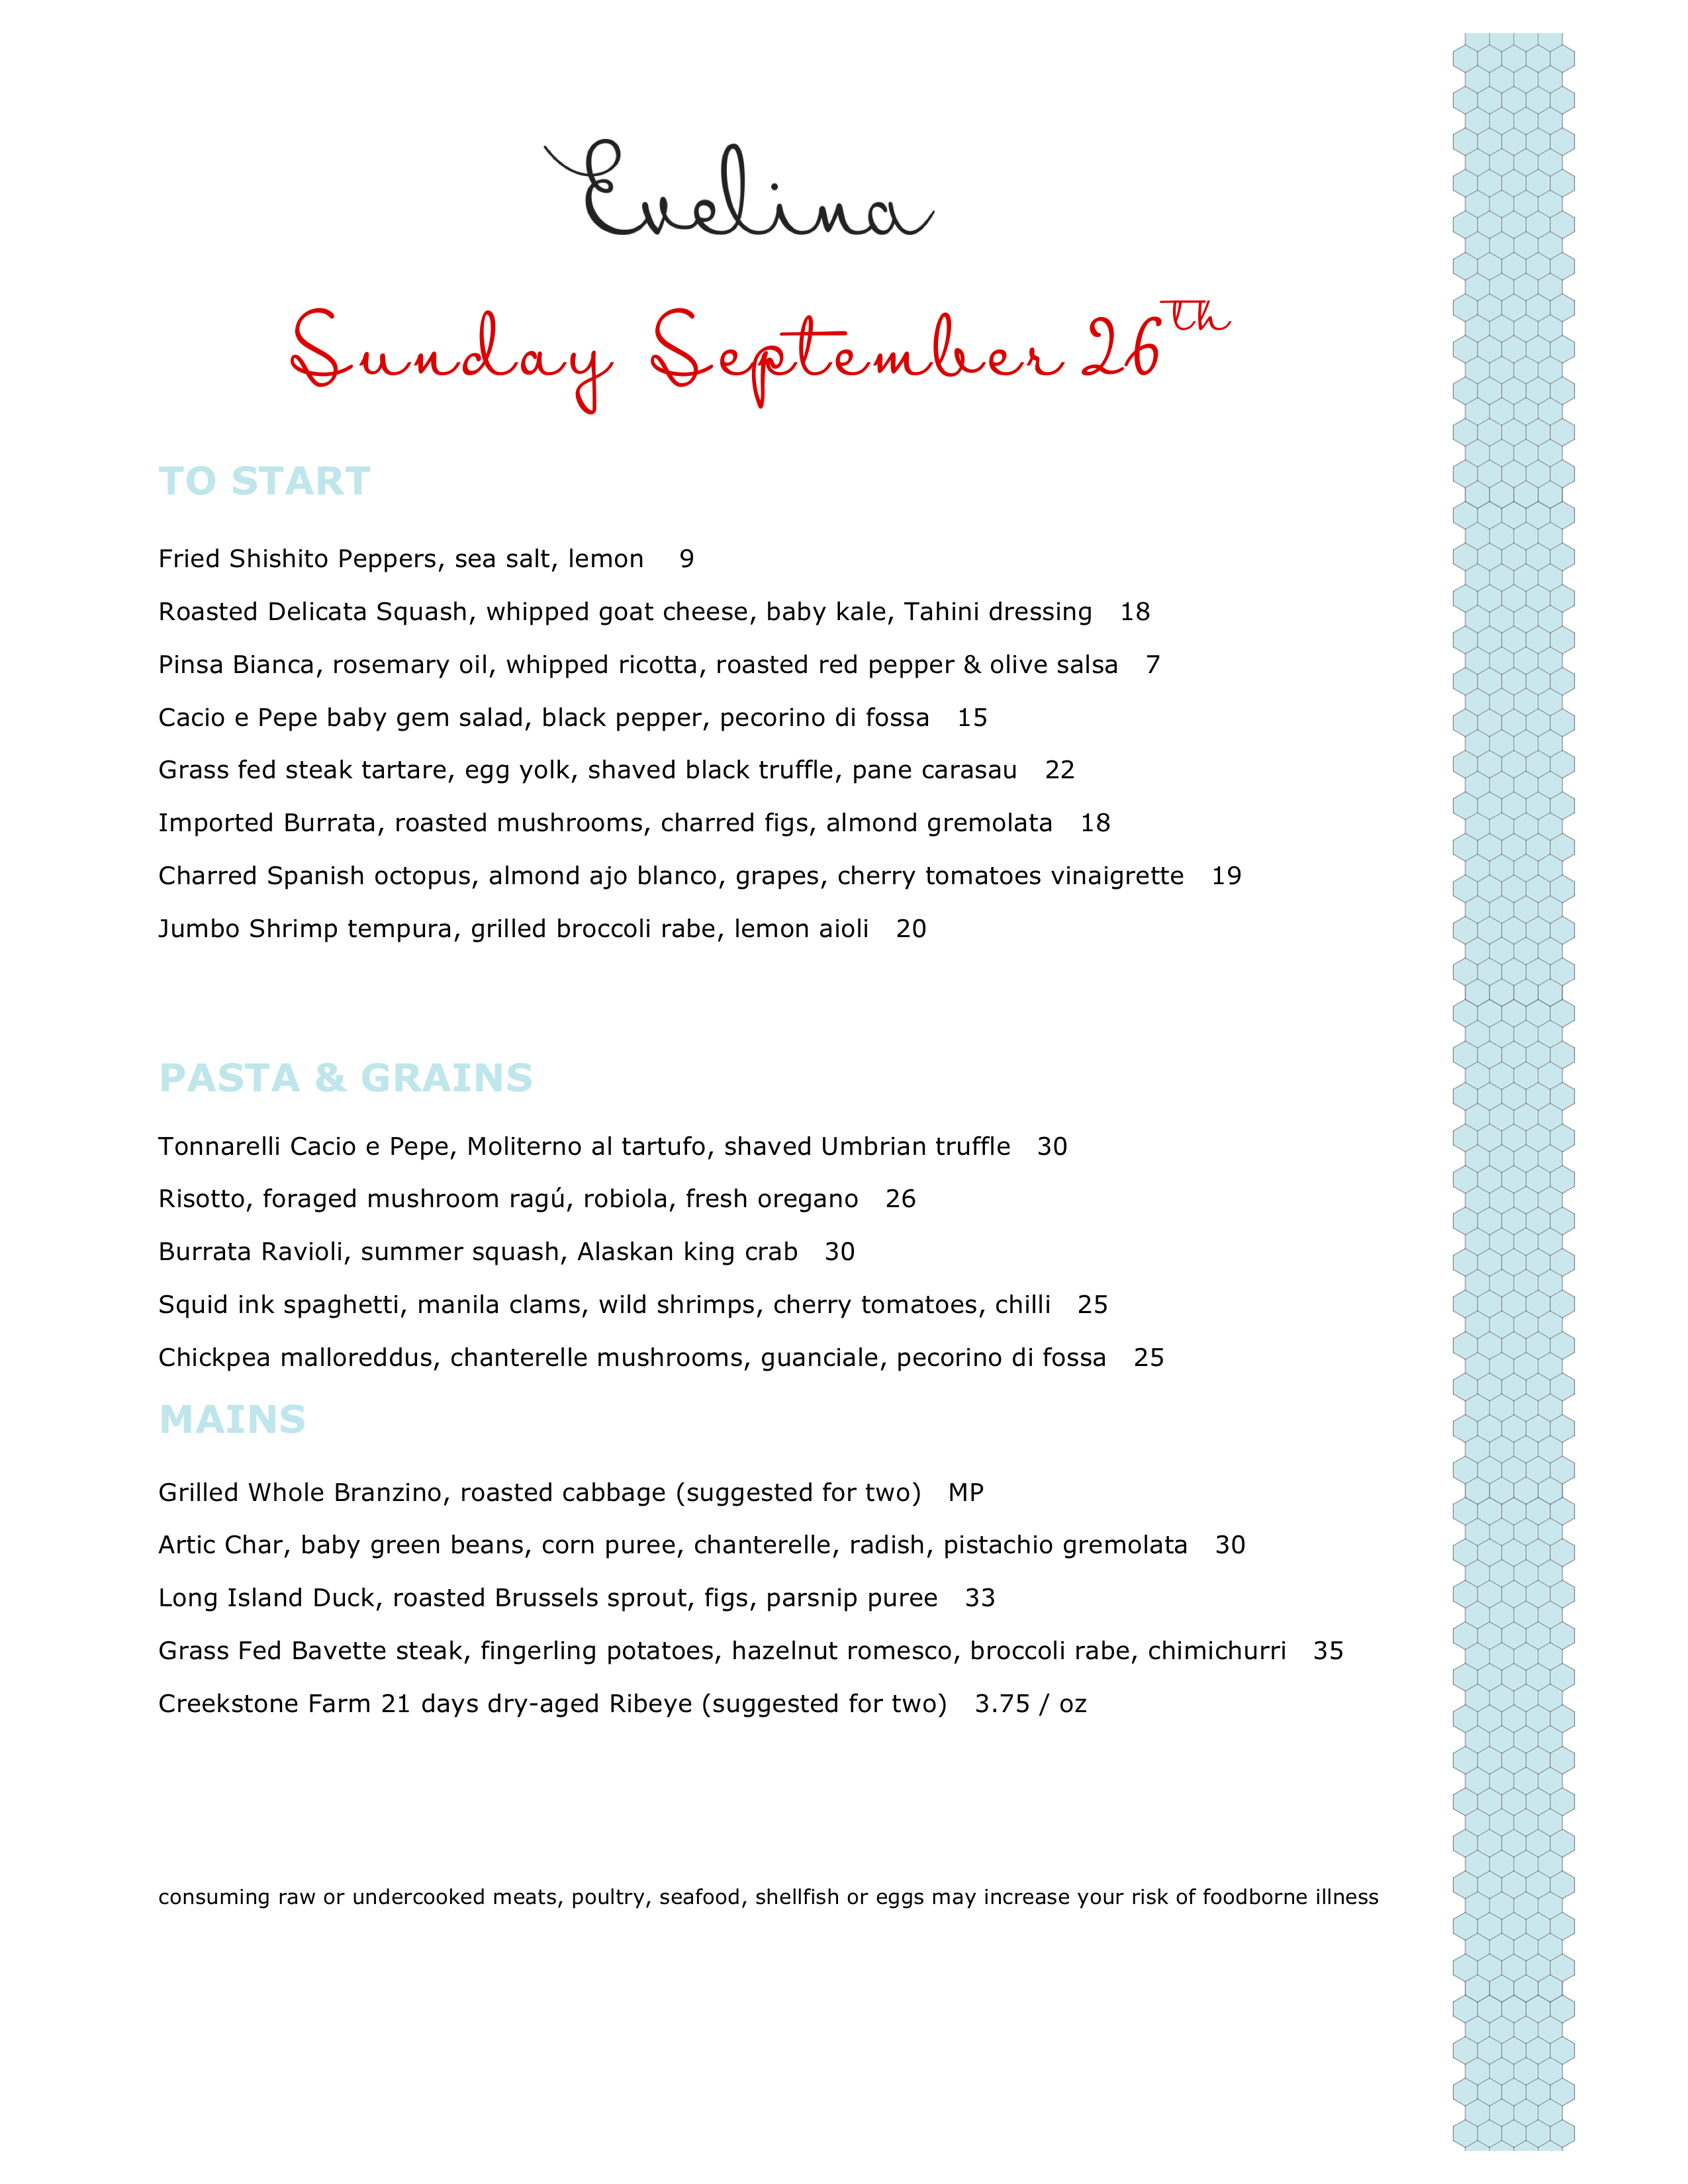 Evelina
Sunday September 26th
TO START
Fried Shishito Peppers, sea salt, lemon 9
Roasted Delicata Squash, whipped goat cheese, baby kale, Tahini dressing 18
Pinsa Bianca, rosemary oil, whipped ricotta, roasted red pepper & olive salsa 7
Cacio e Pepe baby gem salad, black pepper, pecorino di fossa 15
Grass fed steak tartare, egg yolk, shaved black truffle, pane carasau 22
Imported Burrata, roasted mushrooms, charred figs, almond gremolata 18
Charred Spanish octopus, almond ajo blanco, grapes, cherry tomatoes vinaigrette 19
Jumbo Shrimp tempura, grilled broccoli rabe, lemon aioli 20
PASTA & GRAINS
Tonnarelli Cacio e Pepe, Moliterno al tartufo, shaved Umbrian truffle 30
Risotto, foraged mushroom ragú, robiola, fresh oregano 26
Burrata Ravioli, summer squash, Alaskan king crab 30
Squid ink spaghetti, manila clams, wild shrimps, cherry tomatoes, chilli 25
Chickpea malloreddus, chanterelle mushrooms, guanciale, pecorino di fossa 25
MAINS
Grilled Whole Branzino, roasted cabbage (suggested for two) MP
Artic Char, baby green beans, corn puree, chanterelle, radish, pistachio gremolata 30
Long Island Duck, roasted Brussels sprout, figs, parsnip puree 33
Grass Fed Bavette steak, fingerling potatoes, hazelnut romesco, broccoli rabe, chimichurri 35
Creekstone Farm 21 days dry-aged Ribeye (suggested for two) 3.75 / oz
consuming raw or undercooked meats, poultry, seafood, shellfish or eggs may increase your risk of foodborne illness